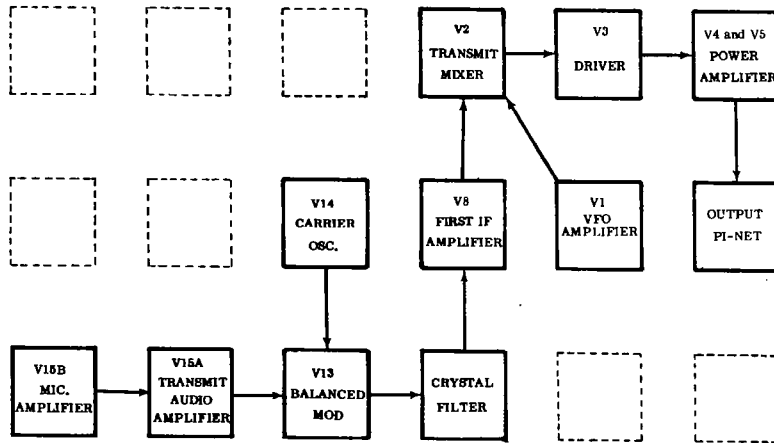 V2
TRANSMIT
MIXER
V3
DRIVER
V4 and V5
POWER
AMPLIFIER
V14
CARRIER
OSC.
V8
FIRST IF
AMPLIFIER
V1
VFO
AMPLIFIER
OUTPUT
PI-NET
V15B
MIC.
AMPLIFIER
V15A
TRANSMIT
AUDIO
AMPLIFIER
V13
BALANCED
MOD
CRYSTAL
FILTER